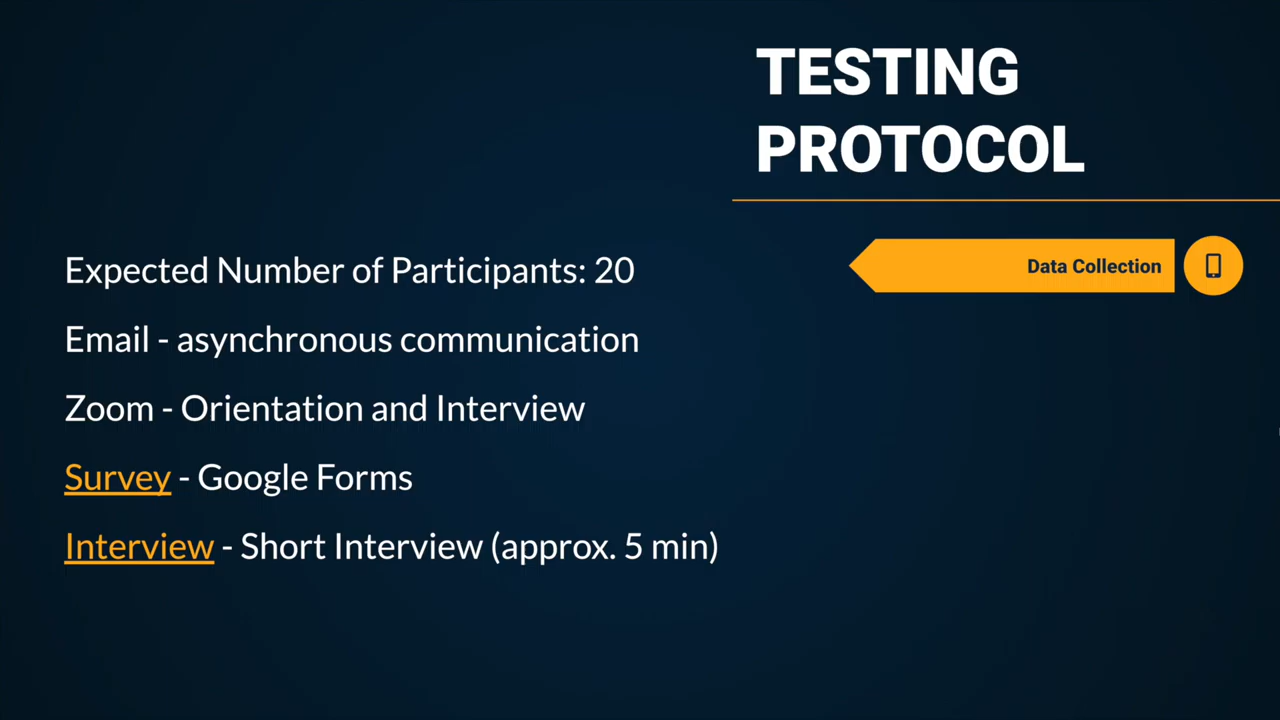 TESTING
PROTOCOL
Data Collection
Expected Number of Participants: 20
Email - asynchronous communication
Zoom - Orientation and Interview
Survey - Google Forms
Interview - Short Interview (approx. 5 min)